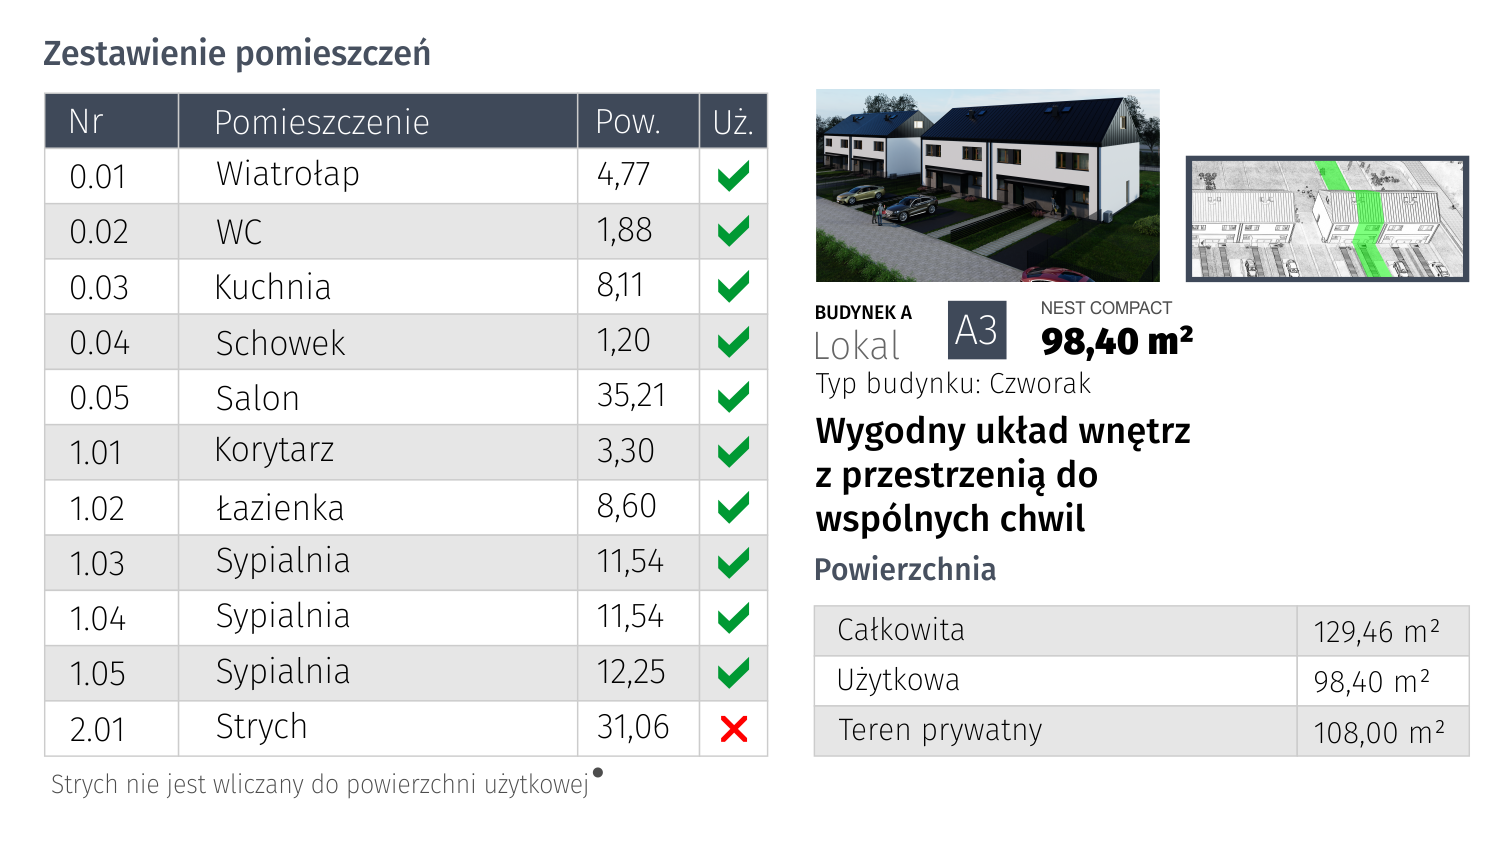 Zestawienie pomieszczeń
Nr Pomieszczenie Pow. Uż.
0.01 Wiatrołap 4,77
0.02 WC 1,88
0.03 Kuchnia 8,11
0.04 Schowek 1,20
0.05 Salon 35,21
1.01 Korytarz 3,30
1.02 Łazienka 8,60
1.03 Sypialnia 11,54
1.04 Sypialnia 11,54
1.05 Sypialnia 12,25
2.01 Strych 31,06
Strych nie jest wliczany do powierzchni użytkowej
BUDYNEK A
Lokal
A3
NEST COMPACT
98,40 m²
Typ budynku: Czworak
Wygodny układ wnętrz
z przestrzenią do
wspólnych chwil
Powierzchnia
Całkowita 129,46 m²
Użytkowa 98,40 m²
Teren prywatny 108,00 m²